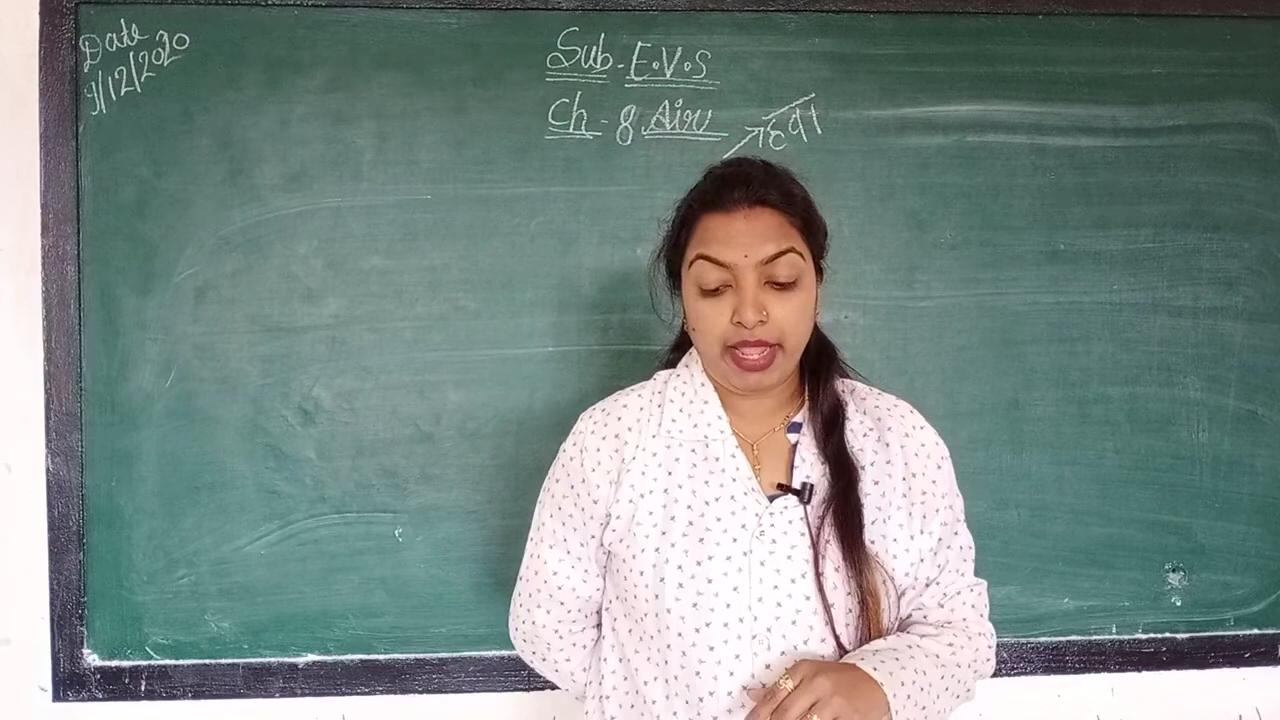 Date
9/12/2020
Sub - E.V.S
Ch - 8 Air → हवा